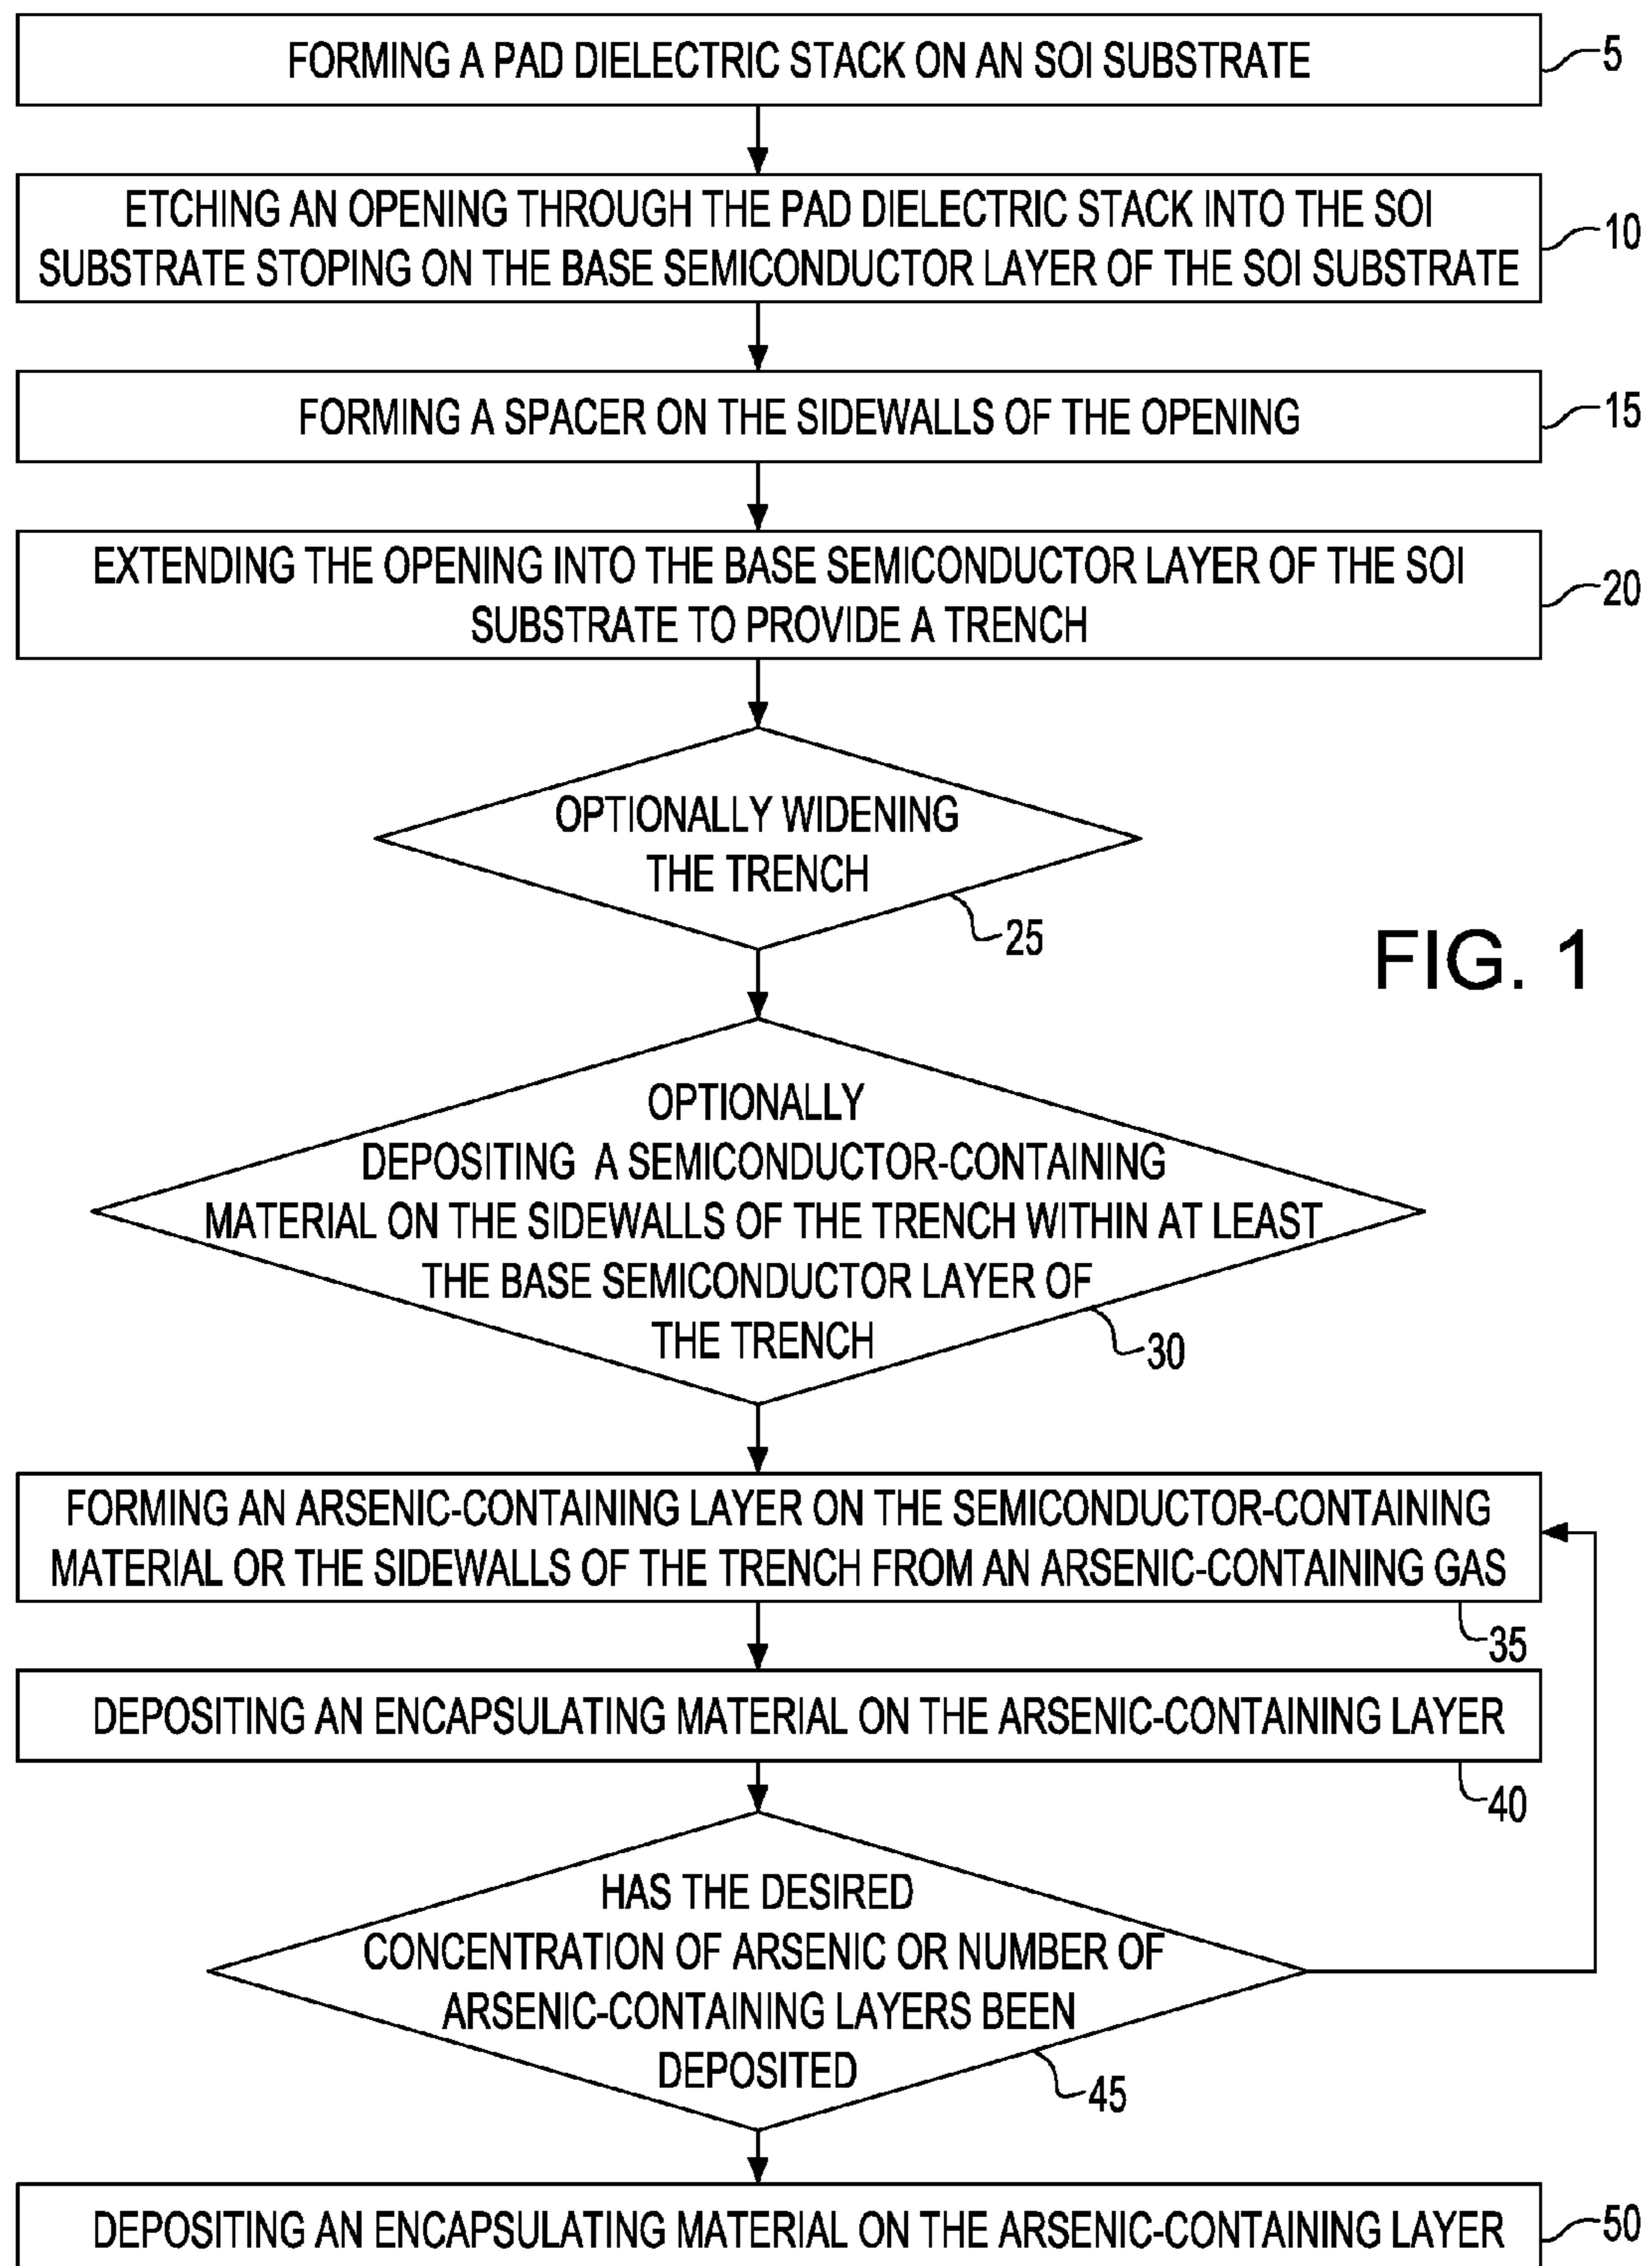 FORMING A PAD DIELECTRIC STACK ON AN SOI SUBSTRATE
5
ETCHING AN OPENING THROUGH THE PAD DIELECTRIC STACK INTO THE SOI
SUBSTRATE STOPING ON THE BASE SEMICONDUCTOR LAYER OF THE SOI SUBSTRATE
10
FORMING A SPACER ON THE SIDEWALLS OF THE OPENING
15
EXTENDING THE OPENING INTO THE BASE SEMICONDUCTOR LAYER OF THE SOI
SUBSTRATE TO PROVIDE A TRENCH
20
OPTIONALLY WIDENING
THE TRENCH
25
FIG. 1
OPTIONALLY
DEPOSITING A SEMICONDUCTOR-CONTAINING
MATERIAL ON THE SIDEWALLS OF THE TRENCH WITHIN AT LEAST
THE BASE SEMICONDUCTOR LAYER OF
THE TRENCH
30
FORMING AN ARSENIC-CONTAINING LAYER ON THE SEMICONDUCTOR-CONTAINING
MATERIAL OR THE SIDEWALLS OF THE TRENCH FROM AN ARSENIC-CONTAINING GAS
35
DEPOSITING AN ENCAPSULATING MATERIAL ON THE ARSENIC-CONTAINING LAYER
40
HAS THE DESIRED
CONCENTRATION OF ARSENIC OR NUMBER OF
ARSENIC-CONTAINING LAYERS BEEN
DEPOSITED
45
DEPOSITING AN ENCAPSULATING MATERIAL ON THE ARSENIC-CONTAINING LAYER
50